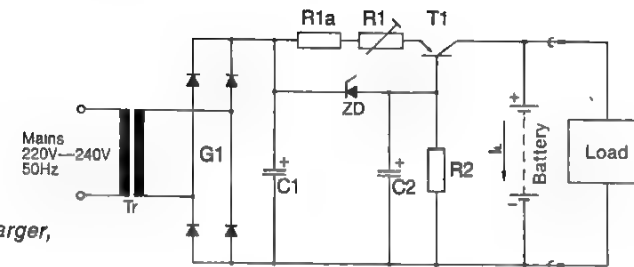 R1a R1 T1
ZD
Mains
220V—240V
50Hz
G1
Tr
C1
C2
R2
+
+
+
−
Battery
Load
arger,